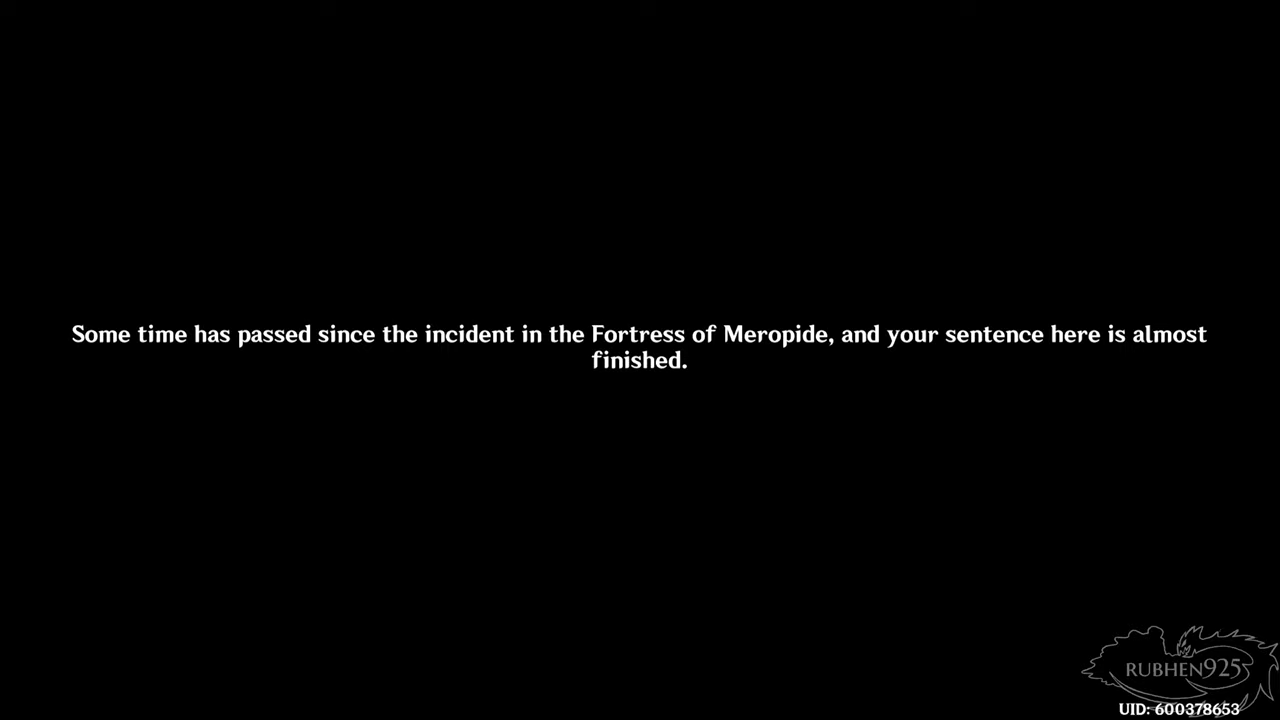 Some time has passed since the incident in the Fortress of Meropide, and your sentence here is almost
finished.
RUBHEN925
UID: 600378653